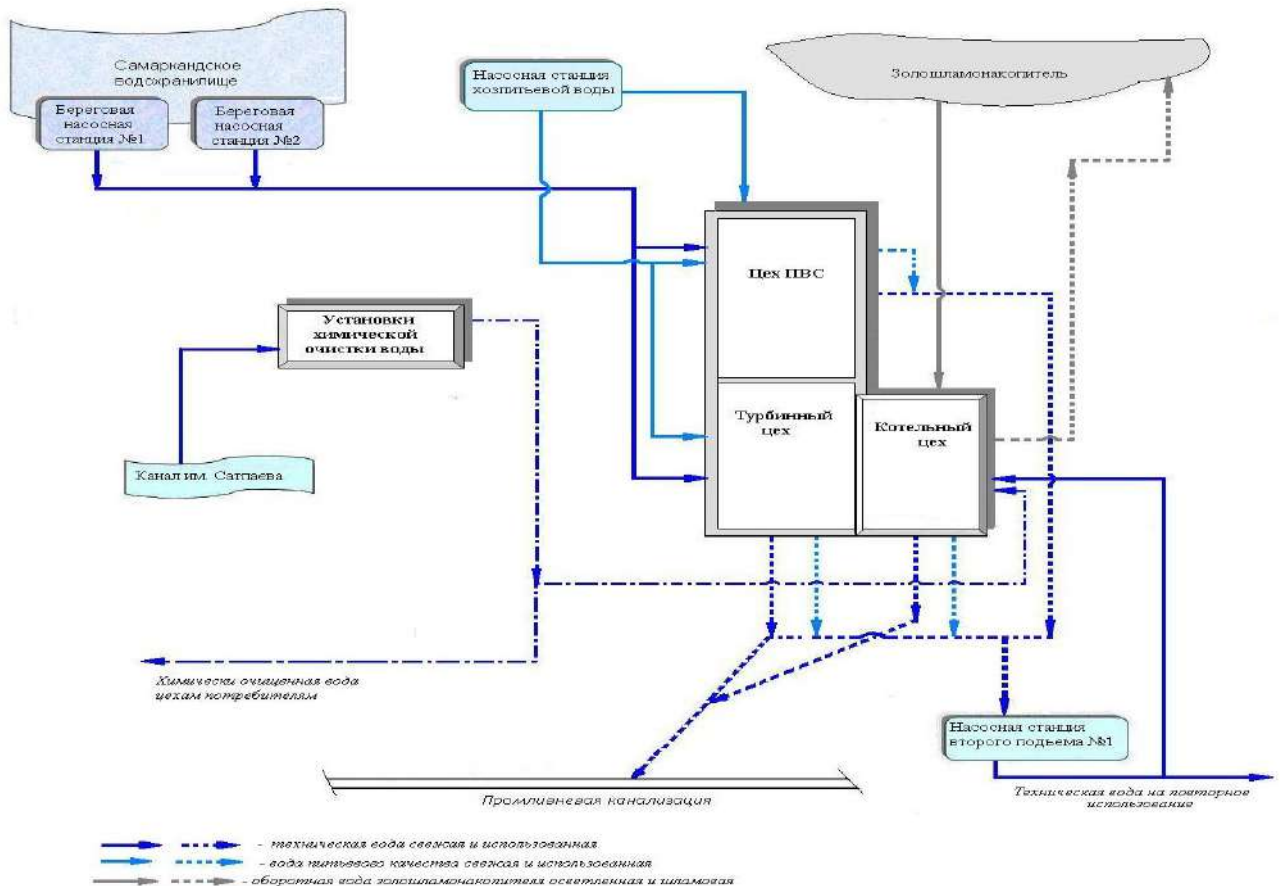 Самаркандское
водохранилище
Береговая
насосная
станция №1
Береговая
насосная
станция №2
Насосная станция
хозпитьевой воды
Золошламонакопитель
Цех ПВС
Установки
химической
очистки воды
Турбинный
цех
Котельный
цех
Канал им. Сатпаева
Химически очищенная вода
цехам потребителям
Насосная станция
второго подъема №1
Промливневая канализация
Техническая вода на повторное
использование
- техническая вода свежая и использованная
- вода питьевого качества свежая и использованная
- оборотная вода золошламонакопителя осветленная и шламовая